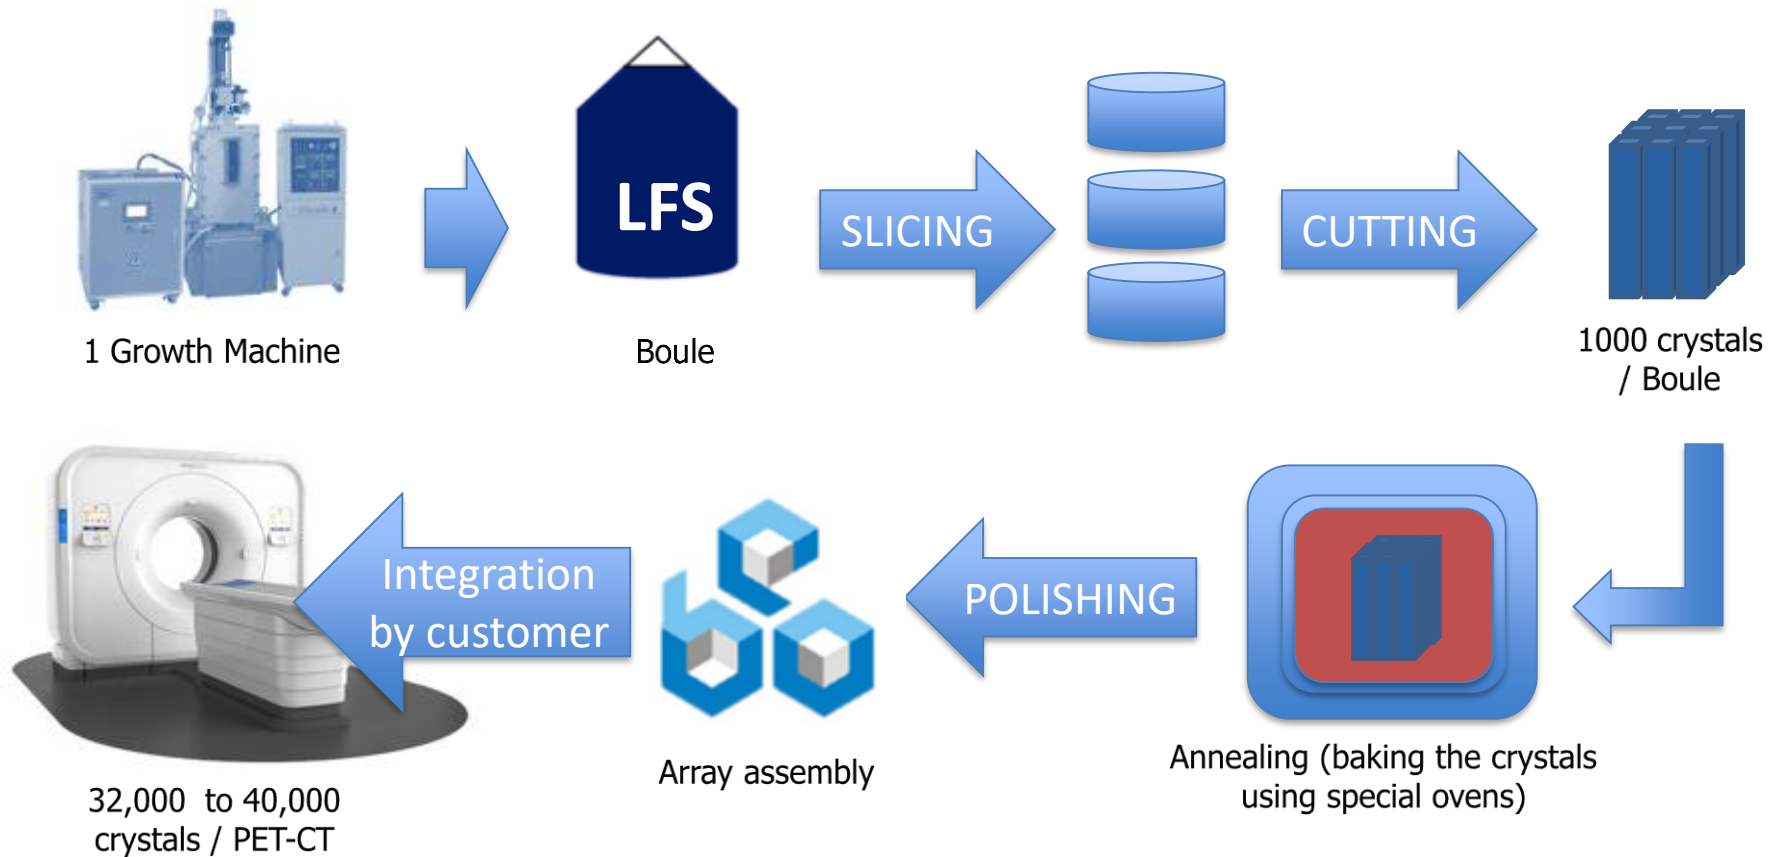 LFS
SLICING
CUTTING
1 Growth Machine
Boule
1000 crystals
/ Boule
Integration
by customer
POLISHING
Array assembly
Annealing (baking the crystals
using special ovens)
32,000 to 40,000
crystals / PET-CT